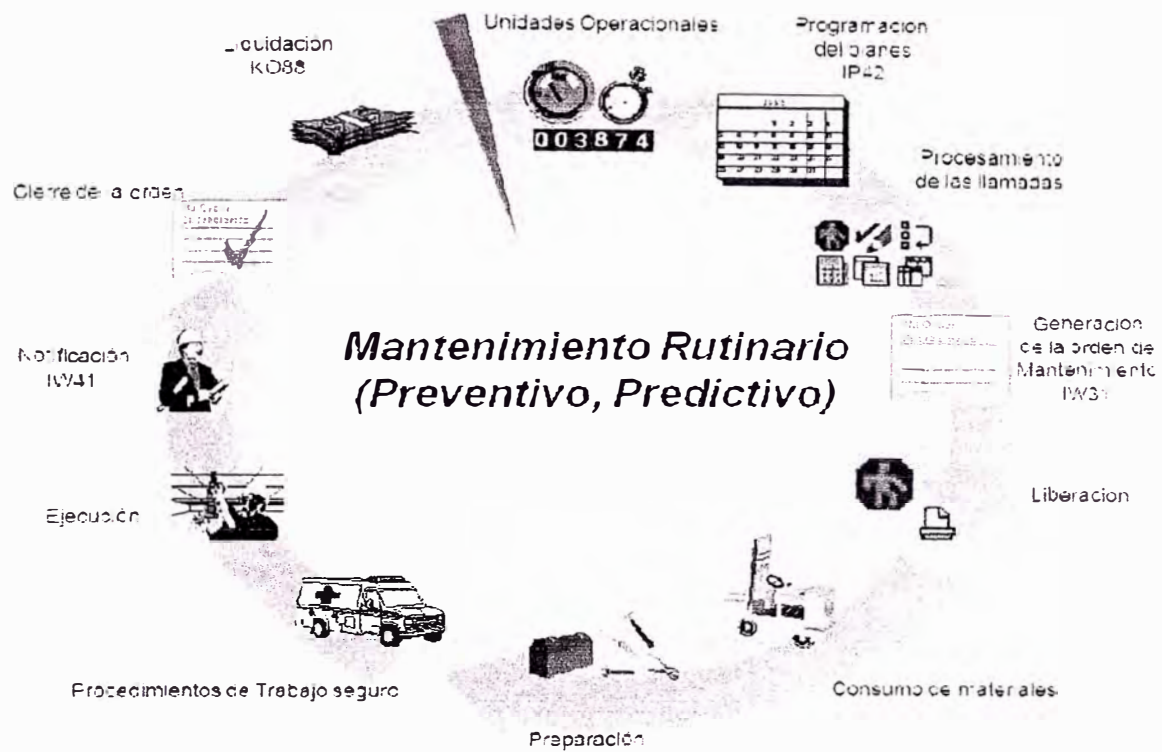 Unidades Operacionales
Programacion
del planes
IP42
Liquidación
KO88
003874
Procesamiento
de las llamadas
Cierre de la orden
Generacion
de la orden de
Mantenimiento
IW31
Mantenimiento Rutinario
(Preventivo, Predictivo)
Notificación
IW41
Liberacion
Ejecución
Procedimientos de Trabajo seguro
Consumo de materiales
Preparación